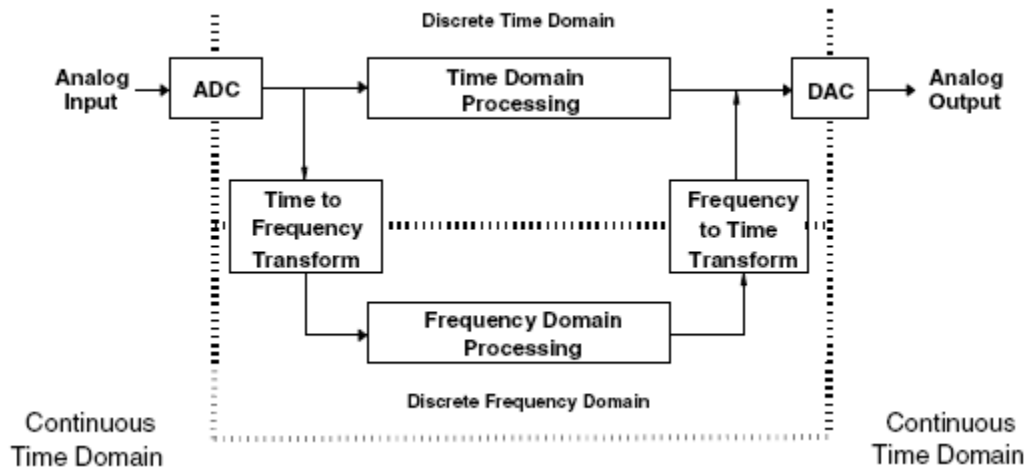 Discrete Time Domain
Analog
Input
ADC
Time Domain
Processing
DAC
Analog
Output
Time to
Frequency
Transform
Frequency
to Time
Transform
Frequency Domain
Processing
Discrete Frequency Domain
Continuous
Time Domain
Continuous
Time Domain